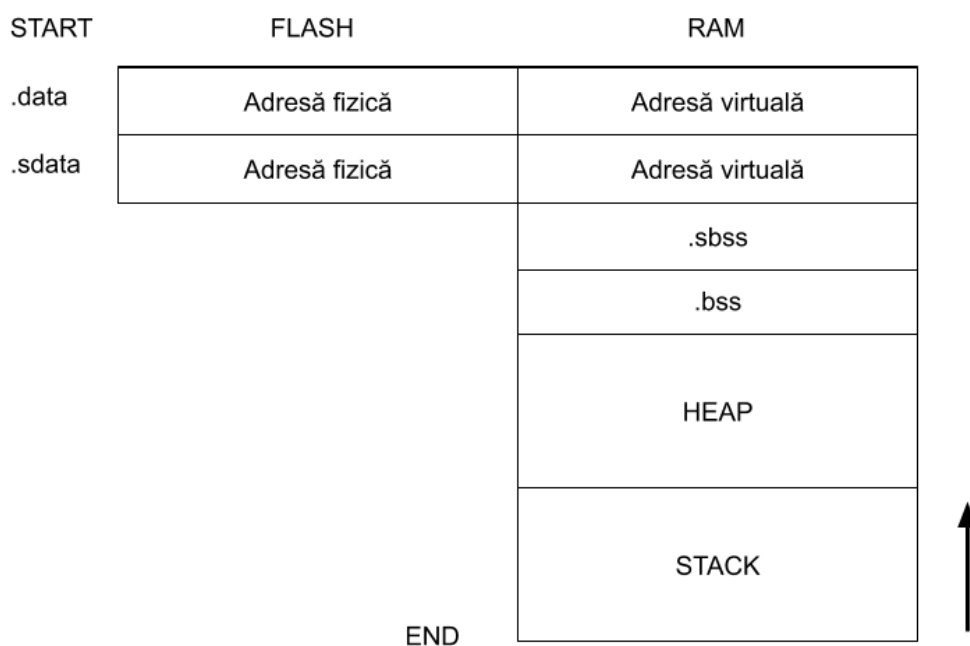 START FLASH RAM
.data Adresă fizică Adresă virtuală
.sdata Adresă fizică Adresă virtuală
.sbss
.bss
HEAP
STACK
END